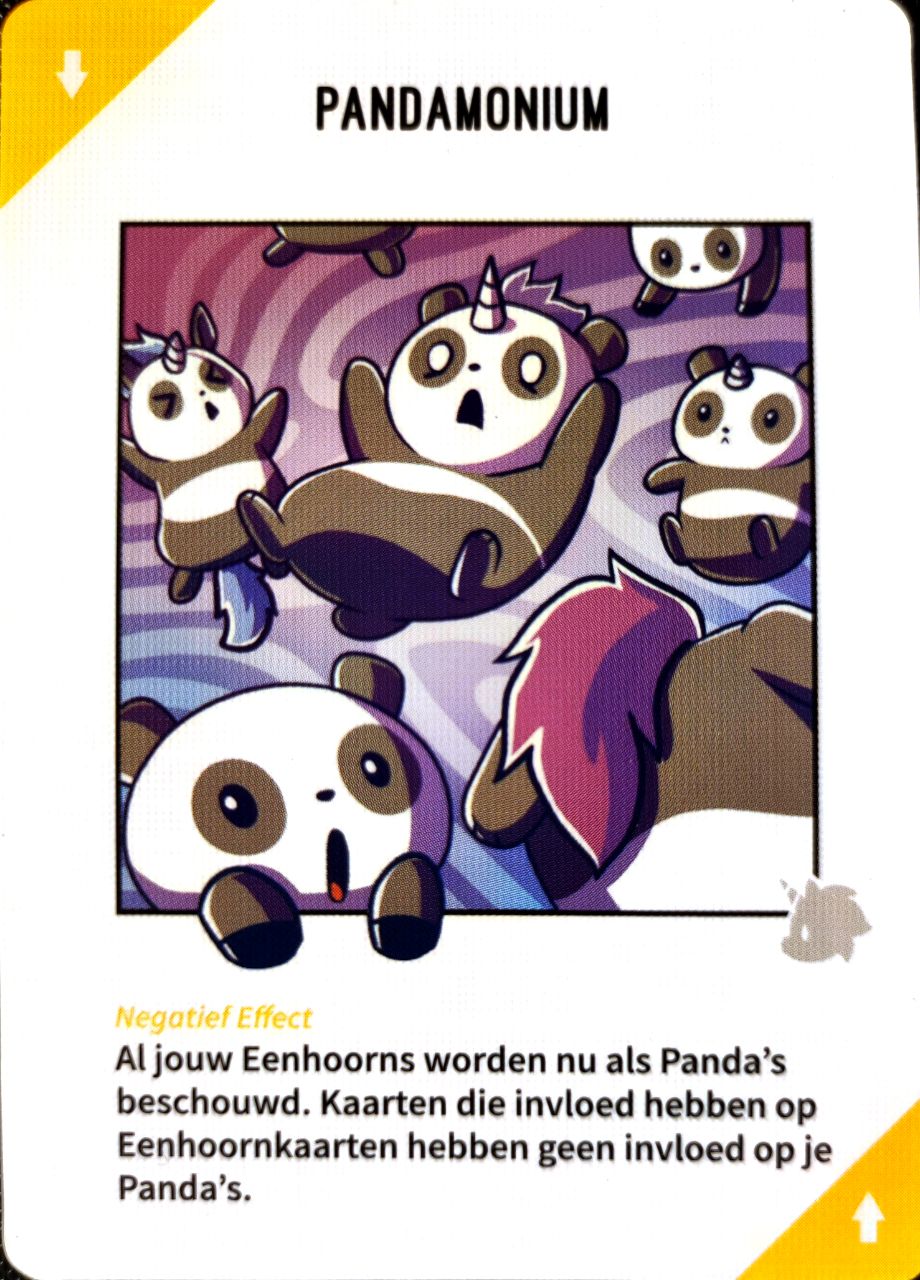 PANDAMONIUM
Negatief Effect
Al jouw Eenhoorns worden nu als Panda's
beschouwd. Kaarten die invloed hebben op
Eenhoornkaarten hebben geen invloed op je
Panda's.